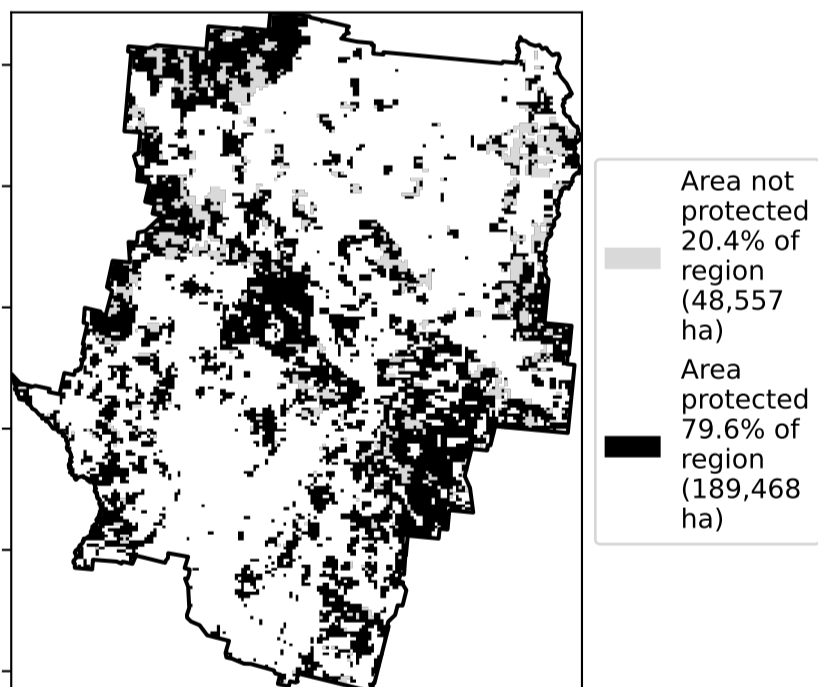 Area not
protected
20.4% of
region
(48,557
ha)
Area
protected
79.6% of
region
(189,468
ha)